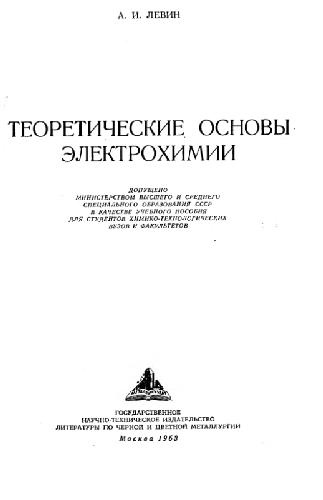 А. И. ЛЕВИН
ТЕОРЕТИЧЕСКИЕ ОСНОВЫ
ЭЛЕКТРОХИМИИ
ДОПУЩЕНО
МИНИСТЕРСТВОМ ВЫСШЕГО И СРЕДНЕГО
СПЕЦИАЛЬНОГО ОБРАЗОВАНИЯ СССР
В КАЧЕСТВЕ УЧЕБНОГО ПОСОБИЯ
ДЛЯ СТУДЕНТОВ ХИМИКО-ТЕХНОЛОГИЧЕСКИХ
ВУЗОВ И ФАКУЛЬТЕТОВ
ГОСУДАРСТВЕННОЕ
НАУЧНО-ТЕХНИЧЕСКОЕ ИЗДАТЕЛЬСТВО
ЛИТЕРАТУРЫ ПО ЧЕРНОЙ И ЦВЕТНОЙ МЕТАЛЛУРГИИ
Москва 1963